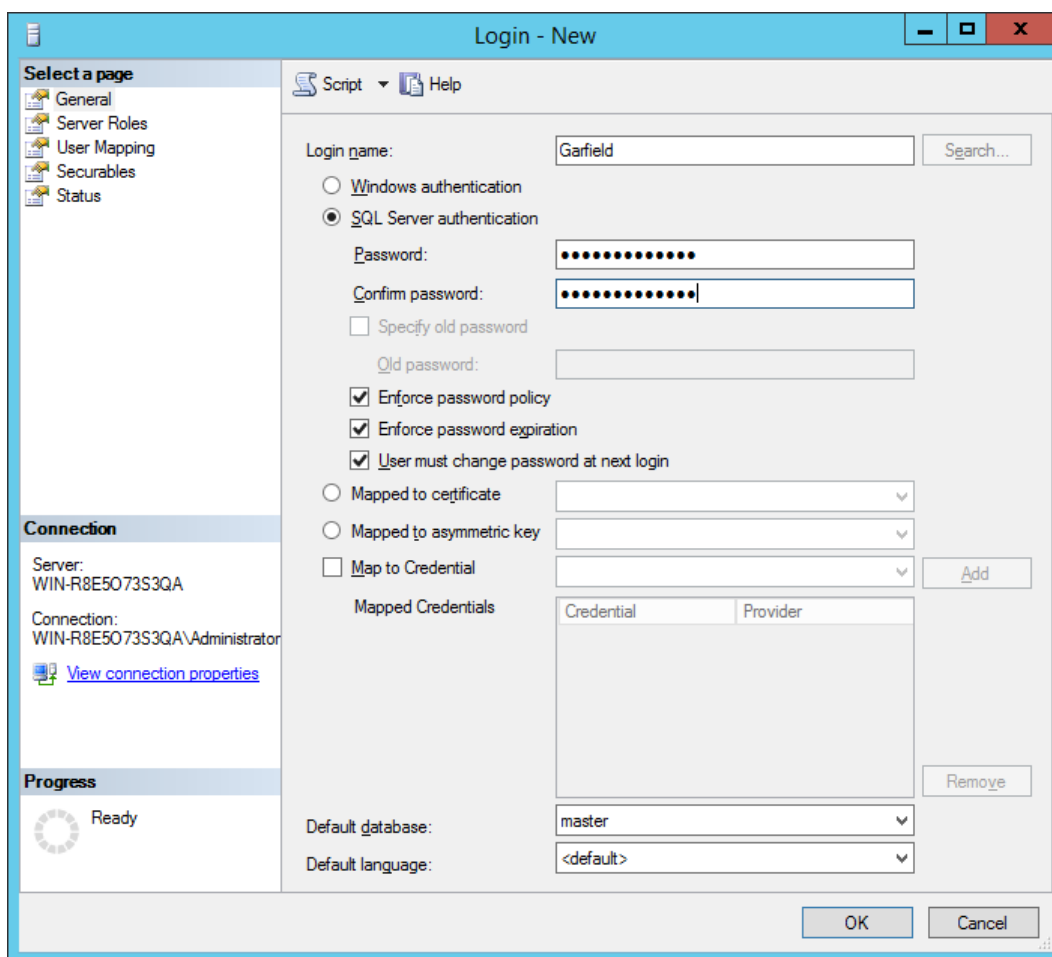 Login - New
Select a page
General
Server Roles
User Mapping
Securables
Status
Script
Help
Login name:
Garfield
Search...
Windows authentication
SQL Server authentication
Password:
●●●●●●●●●●●●●
Confirm password:
●●●●●●●●●●●●●
Specify old password
Old password:
Enforce password policy
Enforce password expiration
User must change password at next login
Mapped to certificate
Mapped to asymmetric key
Map to Credential
Add
Mapped Credentials
Credential
Provider
Remove
Default database:
master
Default language:
<default>
Connection
Server:
WIN-R8E5O73S3QA
Connection:
WIN-R8E5O73S3QA\Administrator
View connection properties
Progress
Ready
OK
Cancel